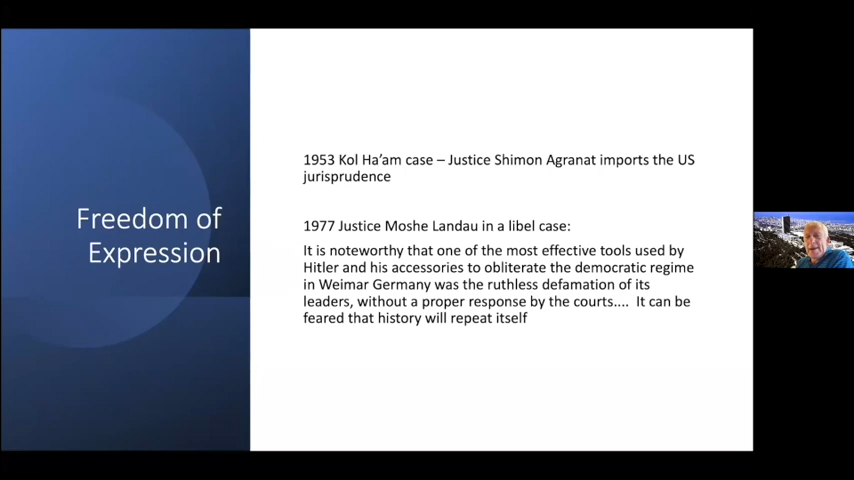 Freedom of
Expression
1953 Kol Ha'am case – Justice Shimon Agranat imports the US
jurisprudence
1977 Justice Moshe Landau in a libel case:
It is noteworthy that one of the most effective tools used by
Hitler and his accessories to obliterate the democratic regime
in Weimar Germany was the ruthless defamation of its
leaders, without a proper response by the courts.... It can be
feared that history will repeat itself